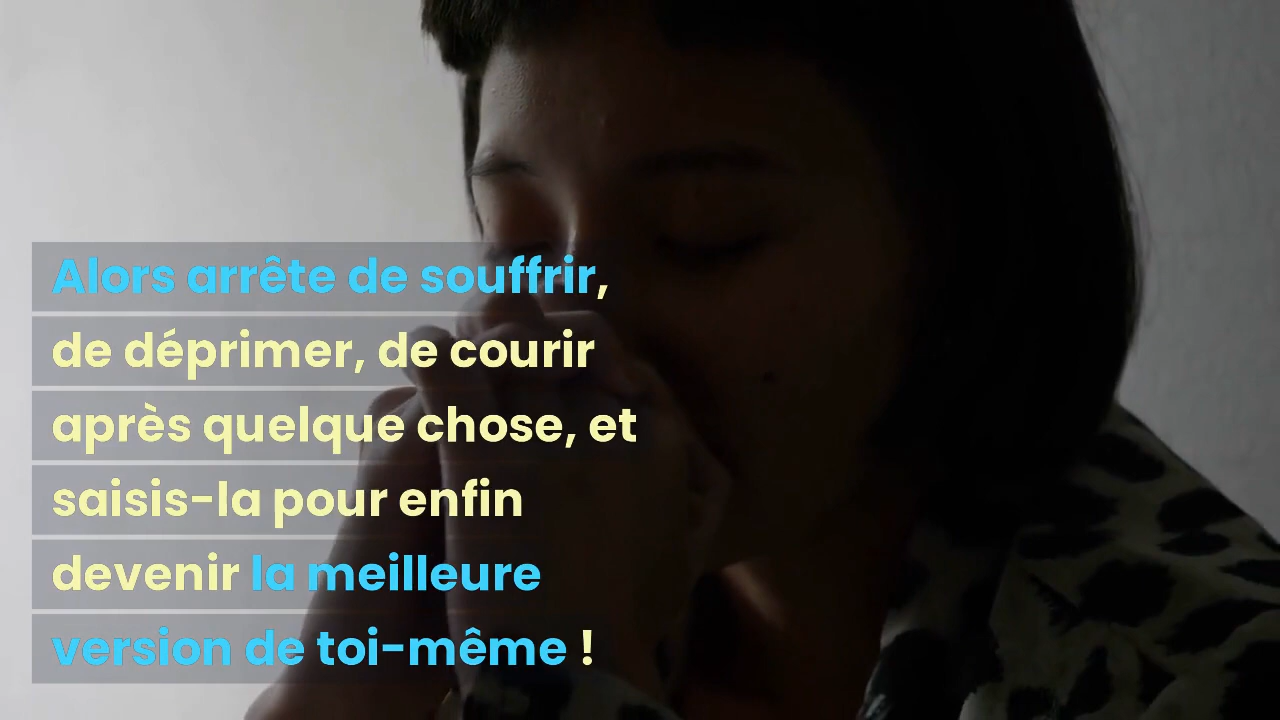 Alors arrête de souffrir,
de déprimer, de courir
après quelque chose, et
saisis-la pour enfin
devenir la meilleure
version de toi-même !